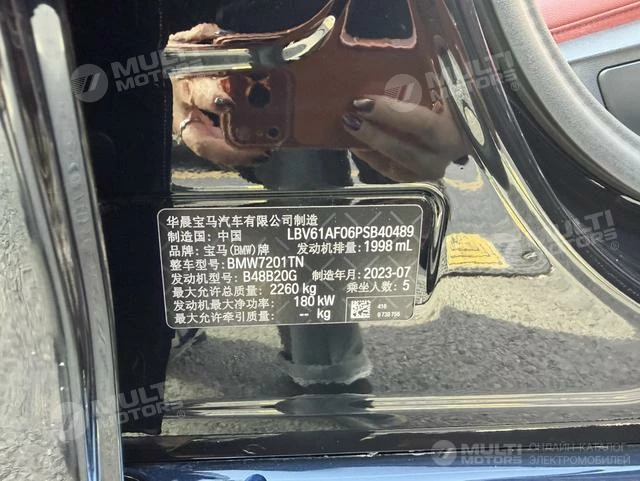 MULTI
MOTORS®
MULTI
MOTORS®
华晨宝马汽车有限公司制造
制造国：中国 LBV61AF06PSB40489
品牌：宝马(BMW)牌 发动机排量：1998 mL
整车型号：BMW7201TN
发动机型号：B48B20G 制造年月：2023-07
最大允许总质量：2260 kg 乘坐人数：5
发动机最大净功率：180 kW
最大允许牵引质量：-- kg
MULTI
MOTORS®
MULTI
MOTORS®
MULTI
MOTORS®
ОНЛАЙН-КАТАЛОГ
ЭЛЕКТРОМОБИЛЕЙ